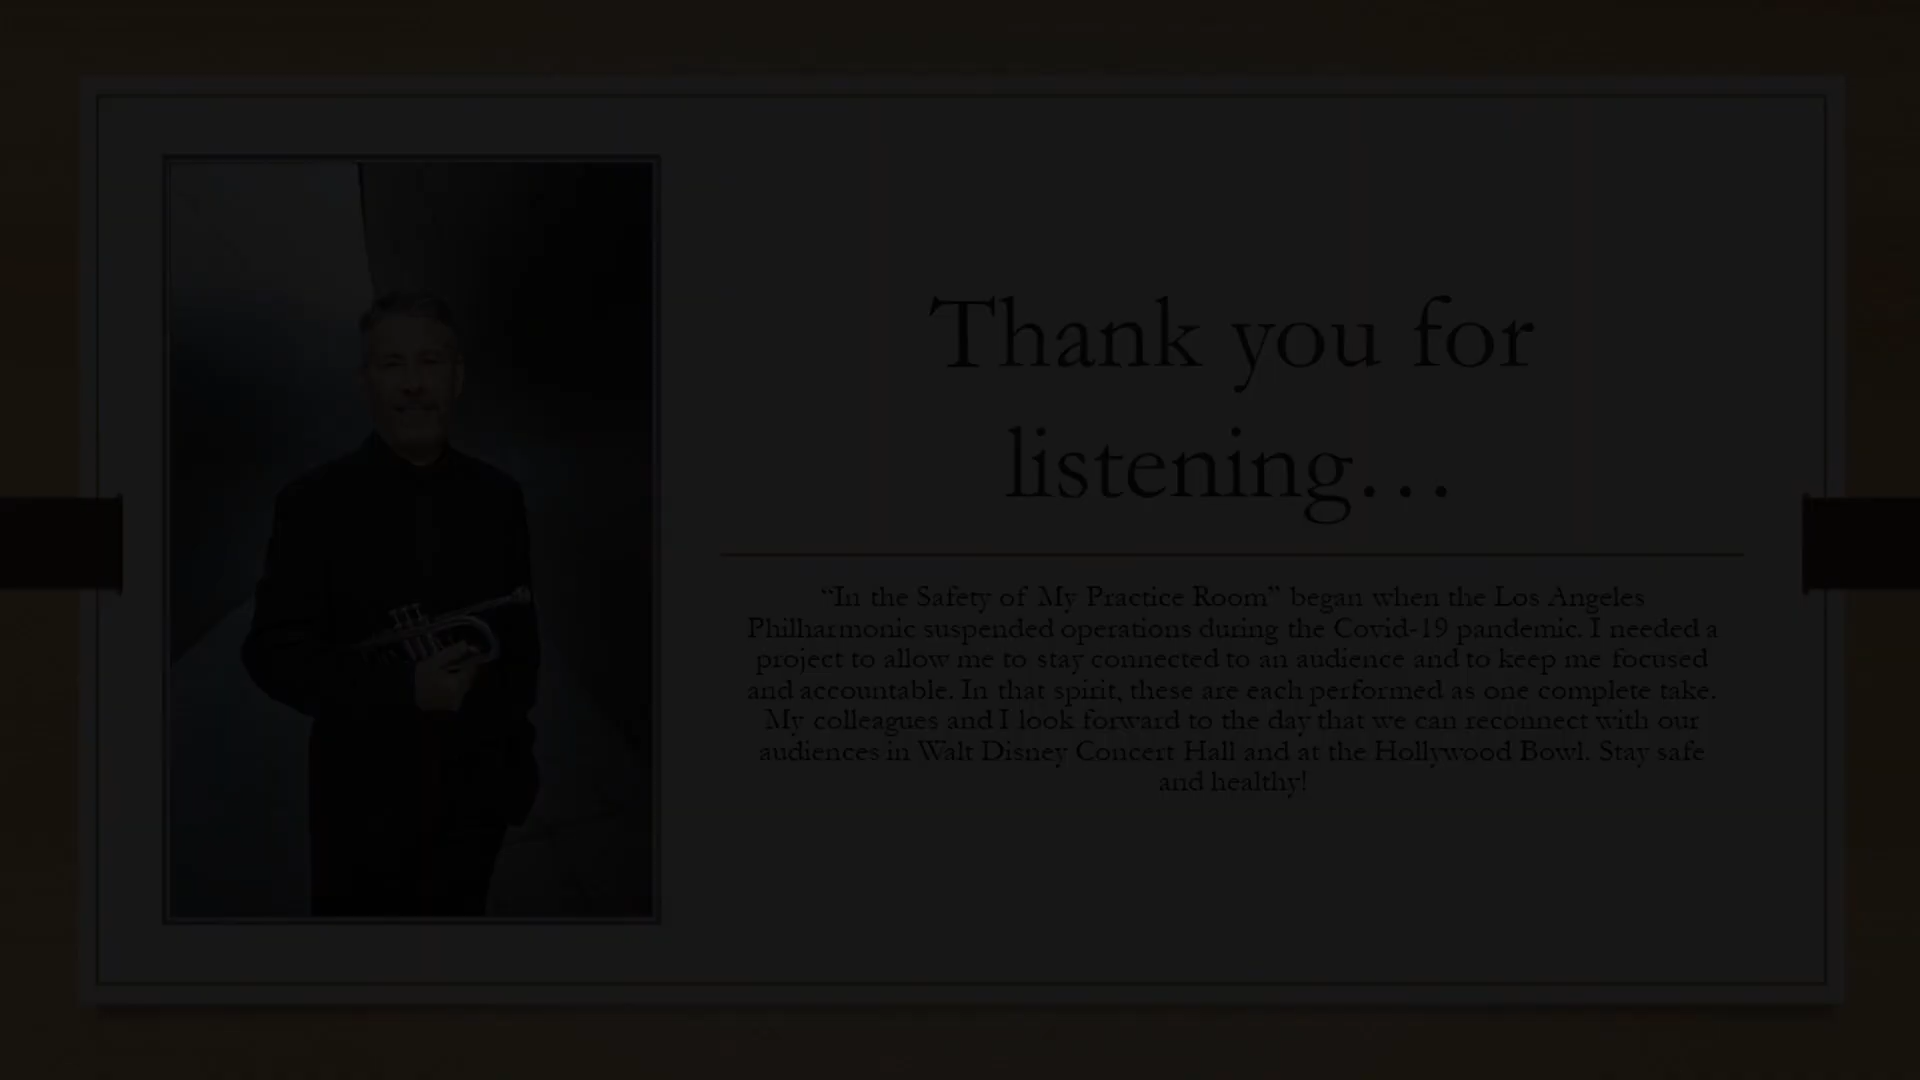 Thank you for
listening…
“In the Safety of My Practice Room” began when the Los Angeles
Philharmonic suspended operations during the Covid-19 pandemic. I needed a
project to allow me to stay connected to an audience and to keep me focused
and accountable. In that spirit, these are each performed as one complete take.
My colleagues and I look forward to the day that we can reconnect with our
audiences in Walt Disney Concert Hall and at the Hollywood Bowl. Stay safe
and healthy!